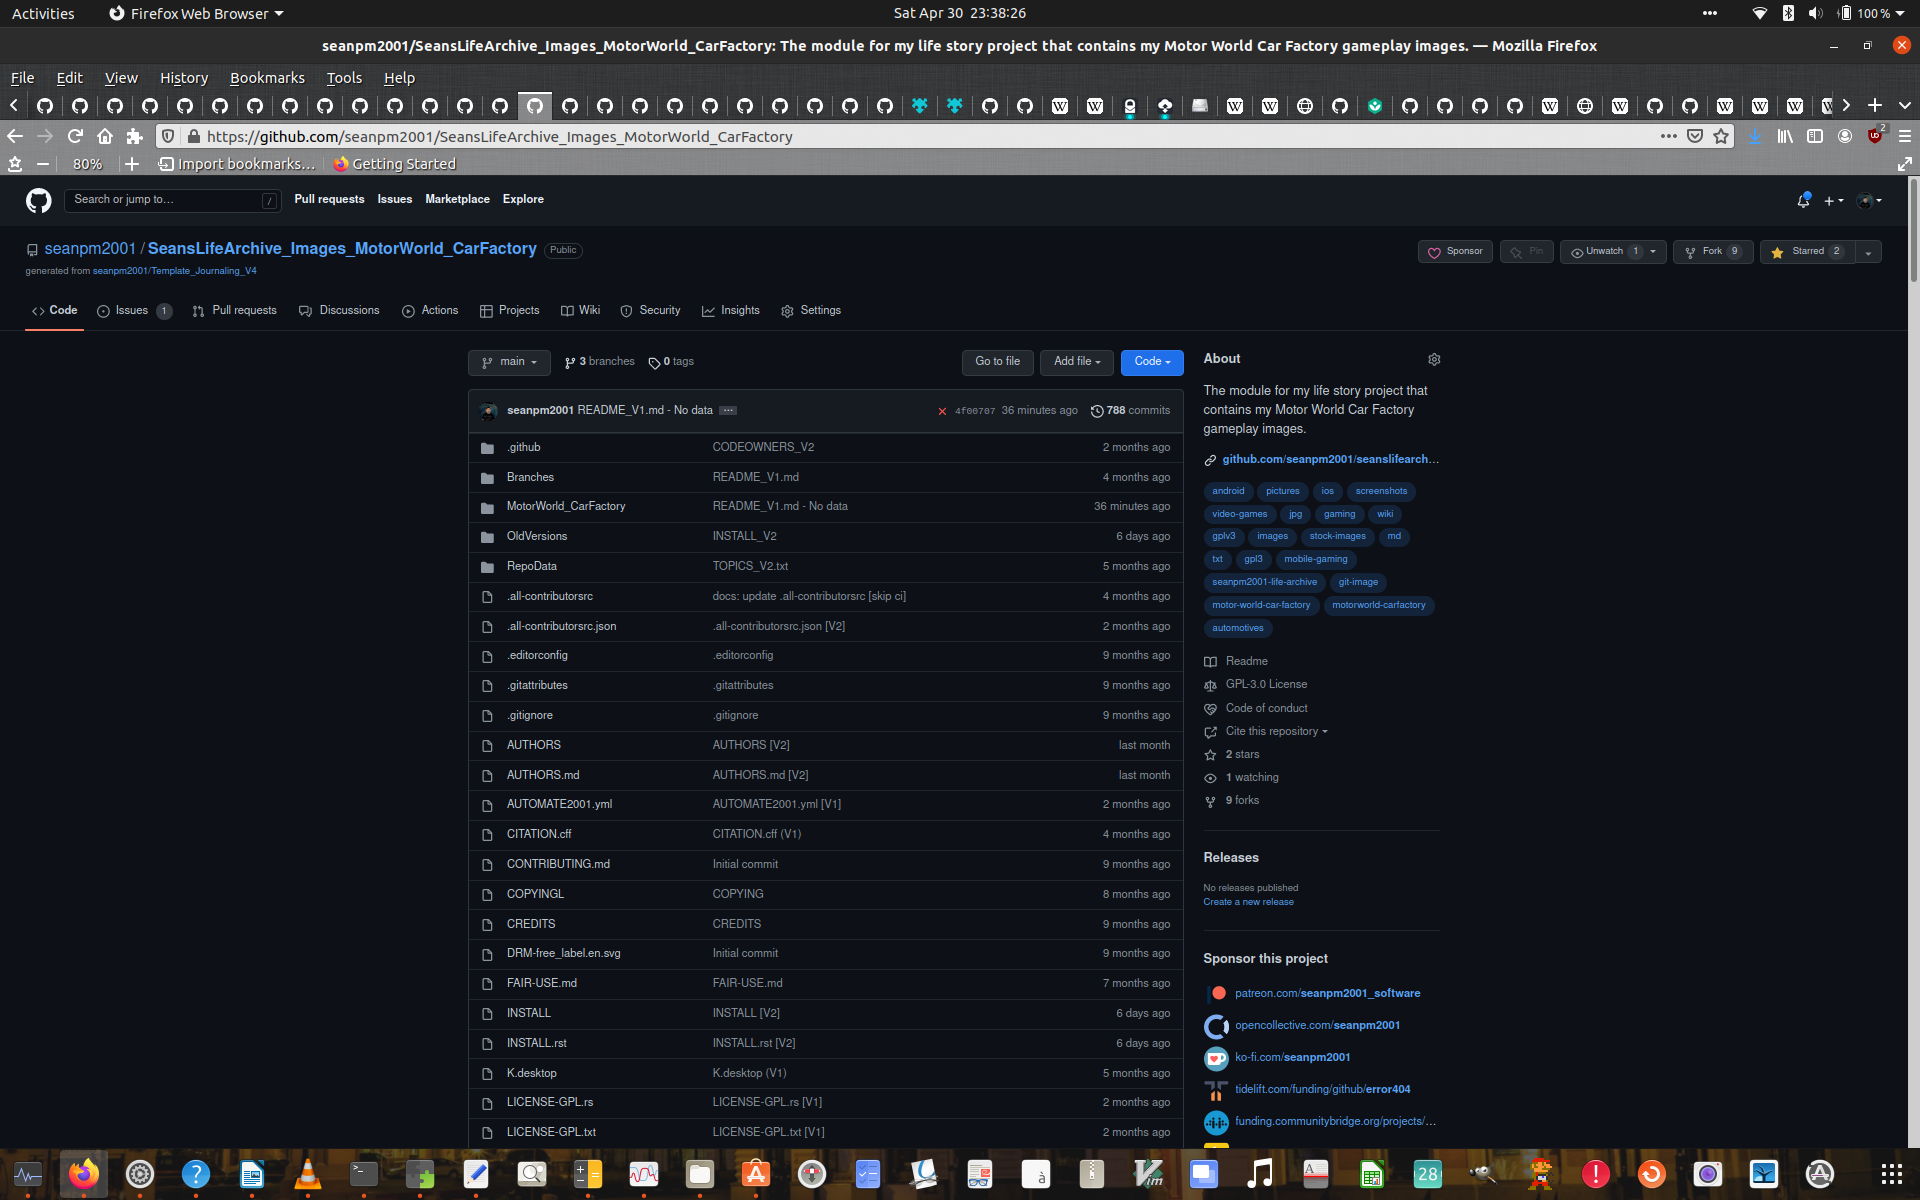 Activities
Firefox Web Browser
Sat Apr 30 23:38:26
100 %
seanpm2001/SeansLifeArchive_Images_MotorWorld_CarFactory: The module for my life story project that contains my Motor World Car Factory gameplay images. — Mozilla Firefox
File Edit View History Bookmarks Tools Help
https://github.com/seanpm2001/SeansLifeArchive_Images_MotorWorld_CarFactory
2
80%
Import bookmarks...
Getting Started
Search or jump to...
/
Pull requests Issues Marketplace Explore
seanpm2001 / SeansLifeArchive_Images_MotorWorld_CarFactory Public
generated from seanpm2001/Template_Journaling_V4
Sponsor
Pin
Unwatch 1
Fork 9
Starred 2
Code
Issues 1
Pull requests
Discussions
Actions
Projects
Wiki
Security
Insights
Settings
main
3 branches
0 tags
Go to file
Add file
Code
seanpm2001 README_V1.md - No data
4f00707 36 minutes ago
788 commits
.github CODEOWNERS_V2 2 months ago
Branches README_V1.md 4 months ago
MotorWorld_CarFactory README_V1.md - No data 36 minutes ago
OldVersions INSTALL_V2 6 days ago
RepoData TOPICS_V2.txt 5 months ago
.all-contributorsrc docs: update .all-contributorsrc [skip ci] 4 months ago
.all-contributorsrc.json .all-contributorsrc.json [V2] 2 months ago
.editorconfig .editorconfig 9 months ago
.gitattributes .gitattributes 9 months ago
.gitignore .gitignore 9 months ago
AUTHORS AUTHORS [V2] last month
AUTHORS.md AUTHORS.md [V2] last month
AUTOMATE2001.yml AUTOMATE2001.yml [V1] 2 months ago
CITATION.cff CITATION.cff (V1) 4 months ago
CONTRIBUTING.md Initial commit 9 months ago
COPYINGL COPYING 8 months ago
CREDITS CREDITS 9 months ago
DRM-free_label.en.svg Initial commit 9 months ago
FAIR-USE.md FAIR-USE.md 7 months ago
INSTALL INSTALL [V2] 6 days ago
INSTALL.rst INSTALL.rst [V2] 6 days ago
K.desktop K.desktop (V1) 5 months ago
LICENSE-GPL.rs LICENSE-GPL.rs [V1] 2 months ago
LICENSE-GPL.txt LICENSE-GPL.txt [V1] 2 months ago
About
The module for my life story project that
contains my Motor World Car Factory
gameplay images.
github.com/seanpm2001/seanslifearch...
android pictures ios screenshots
video-games jpg gaming wiki
gplv3 images stock-images md
txt gpl3 mobile-gaming
seanpm2001-life-archive git-image
motor-world-car-factory motorworld-carfactory
automotives
Readme
GPL-3.0 License
Code of conduct
Cite this repository
2 stars
1 watching
9 forks
Releases
No releases published
Create a new release
Sponsor this project
patreon.com/seanpm2001_software
opencollective.com/seanpm2001
ko-fi.com/seanpm2001
tidelift.com/funding/github/error404
funding.communitybridge.org/projects/...
28